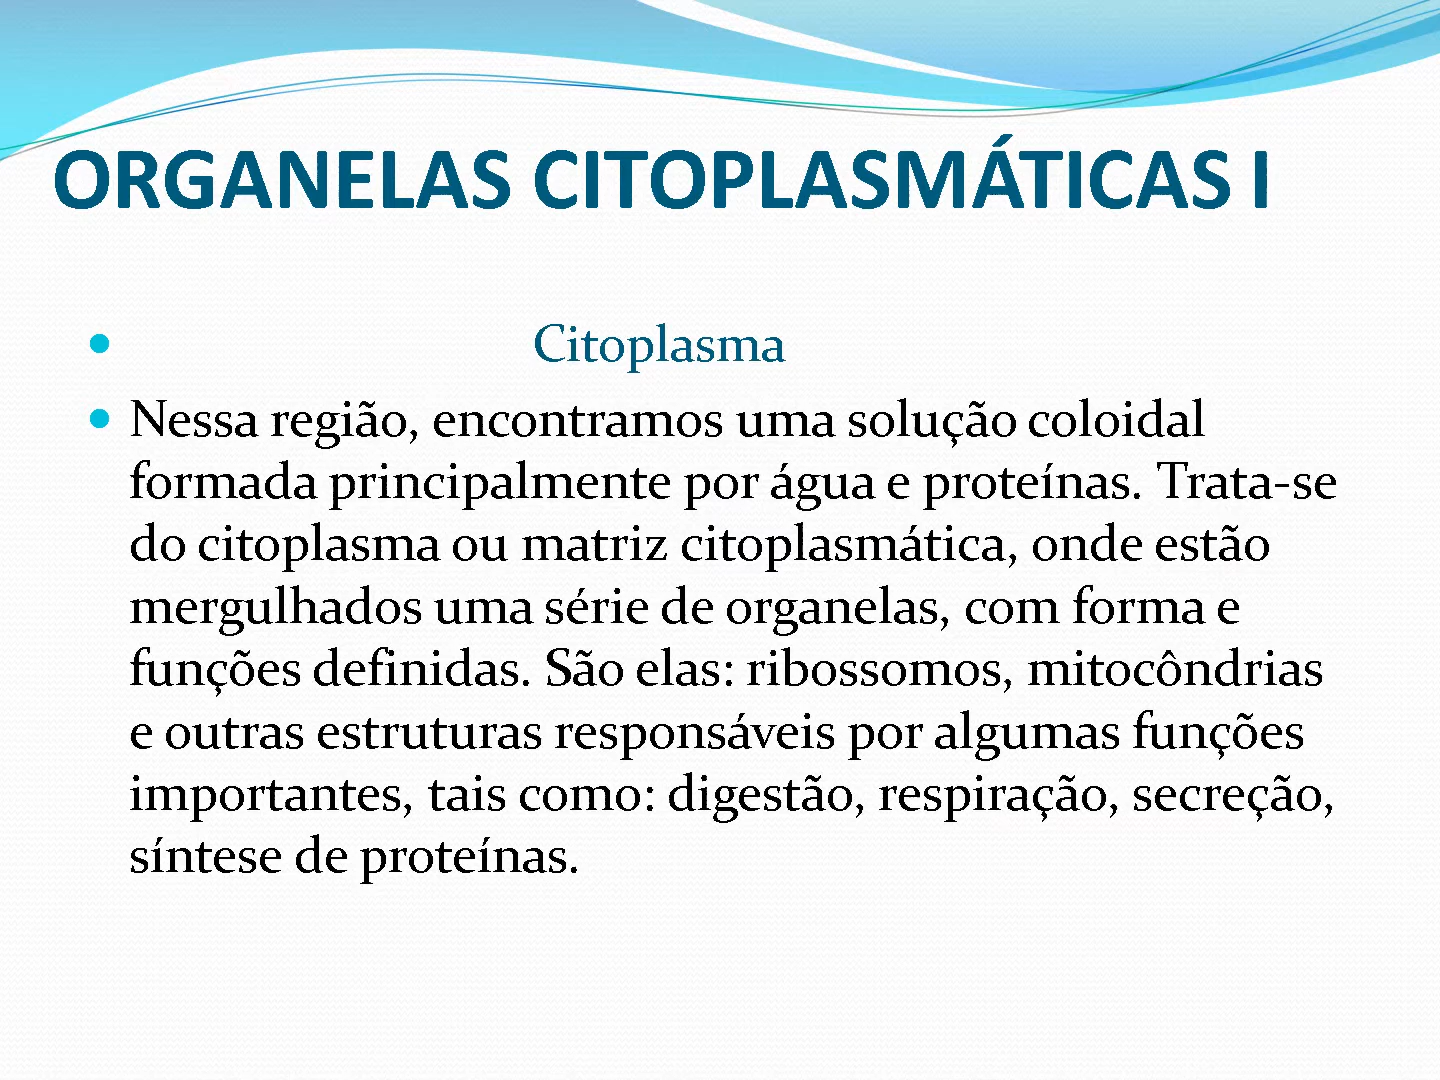 ORGANELAS CITOPLASMÁTICAS I
• Citoplasma
• Nessa região, encontramos uma solução coloidal
formada principalmente por água e proteínas. Trata-se
do citoplasma ou matriz citoplasmática, onde estão
mergulhados uma série de organelas, com forma e
funções definidas. São elas: ribossomos, mitocôndrias
e outras estruturas responsáveis por algumas funções
importantes, tais como: digestão, respiração, secreção,
síntese de proteínas.